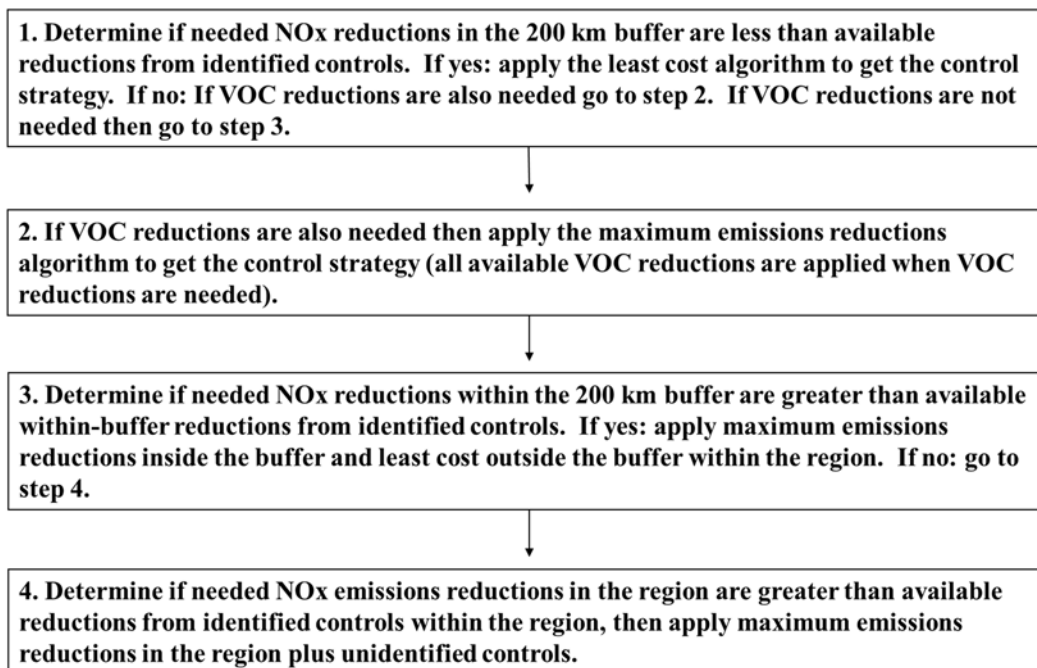 1. Determine if needed NOx reductions in the 200 km buffer are less than available
reductions from identified controls.  If yes: apply the least cost algorithm to get the control
strategy.  If no: If VOC reductions are also needed go to step 2.  If VOC reductions are not
needed then go to step 3.
2. If VOC reductions are also needed then apply the maximum emissions reductions
algorithm to get the control strategy (all available VOC reductions are applied when VOC
reductions are needed).
3. Determine if needed NOx reductions within the 200 km buffer are greater than available
within-buffer reductions from identified controls.  If yes: apply maximum emissions
reductions inside the buffer and least cost outside the buffer within the region.  If no: go to
step 4.
4. Determine if needed NOx emissions reductions in the region are greater than available
reductions from identified controls within the region, then apply maximum emissions
reductions in the region plus unidentified controls.